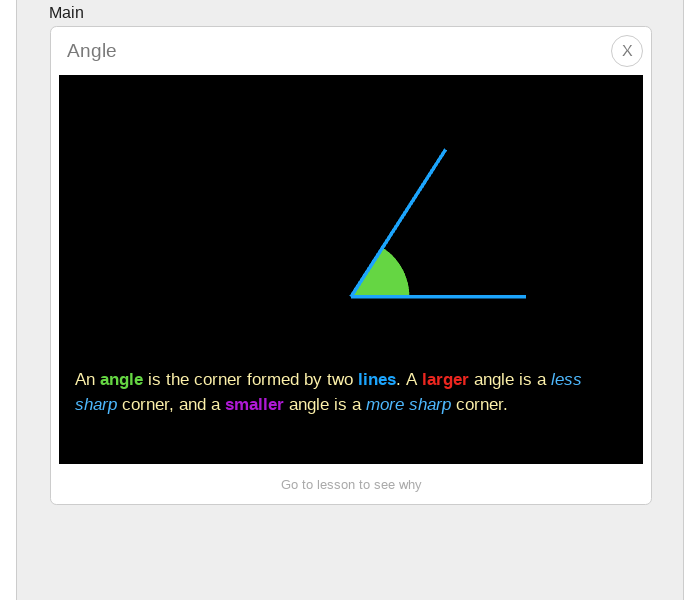 Main
Angle
X
An angle is the corner formed by two lines. A larger angle is a less
sharp corner, and a smaller angle is a more sharp corner.
Go to lesson to see why